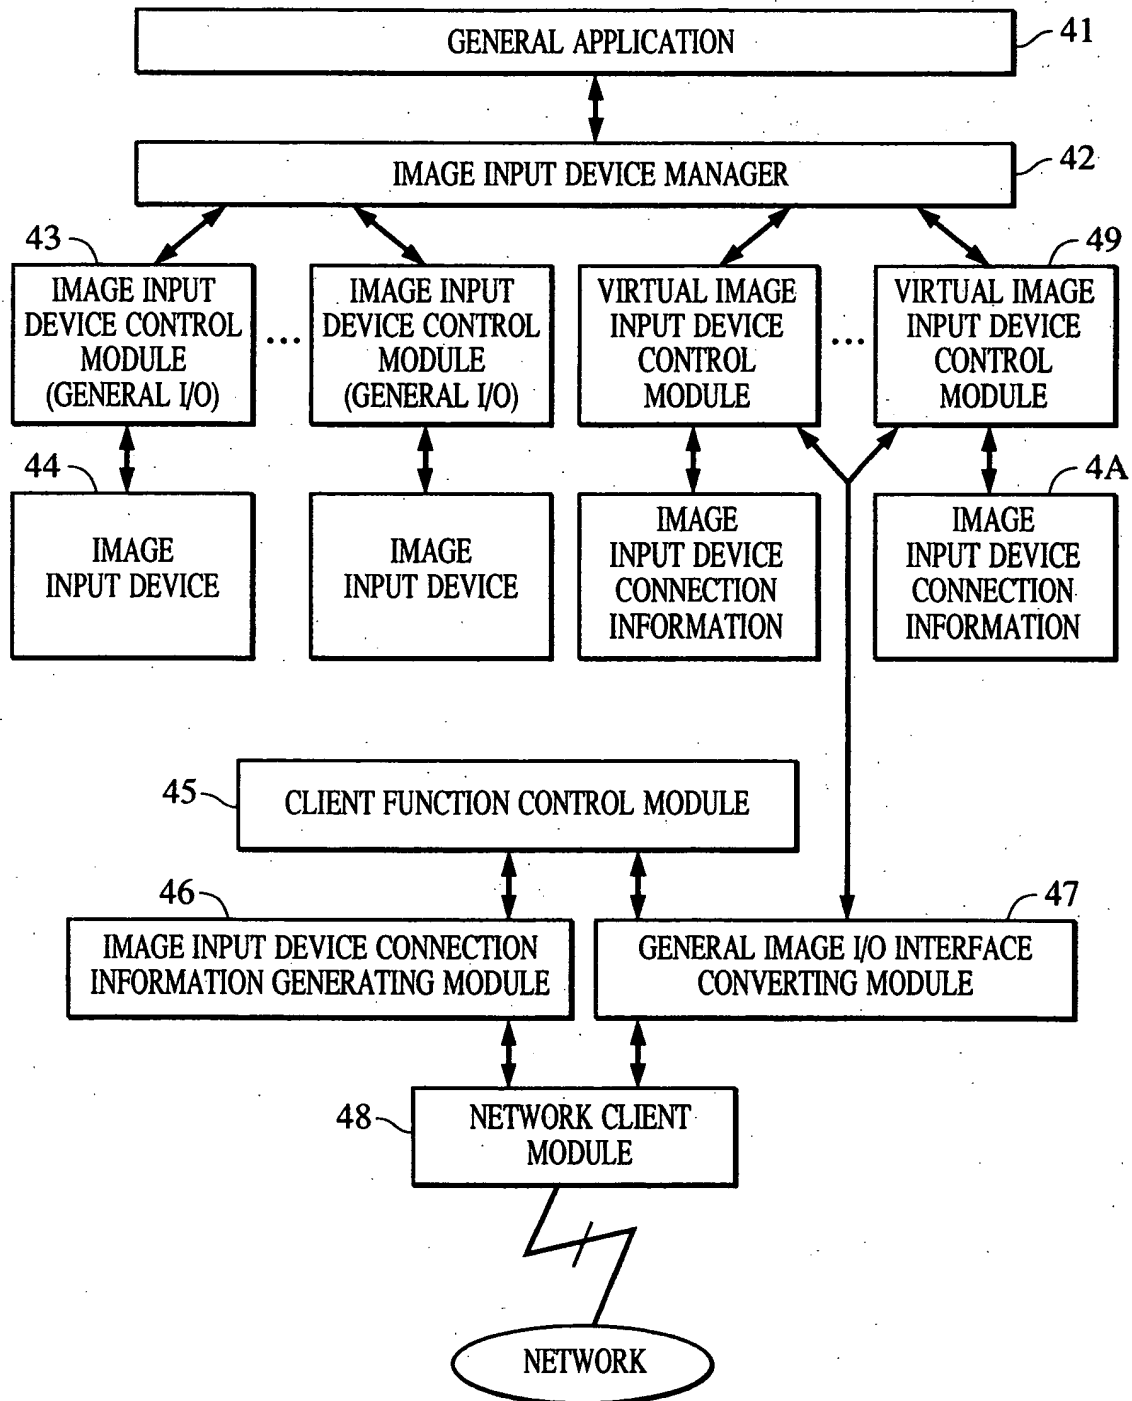 GENERAL APPLICATION
41
IMAGE INPUT DEVICE MANAGER
42
43
IMAGE INPUT
DEVICE CONTROL
MODULE
(GENERAL I/O)
...
IMAGE INPUT
DEVICE CONTROL
MODULE
(GENERAL I/O)
VIRTUAL IMAGE
INPUT DEVICE
CONTROL
MODULE
...
49
VIRTUAL IMAGE
INPUT DEVICE
CONTROL
MODULE
44
IMAGE
INPUT DEVICE
IMAGE
INPUT DEVICE
IMAGE
INPUT DEVICE
CONNECTION
INFORMATION
4A
IMAGE
INPUT DEVICE
CONNECTION
INFORMATION
45
CLIENT FUNCTION CONTROL MODULE
46
IMAGE INPUT DEVICE CONNECTION
INFORMATION GENERATING MODULE
47
GENERAL IMAGE I/O INTERFACE
CONVERTING MODULE
48
NETWORK CLIENT
MODULE
NETWORK